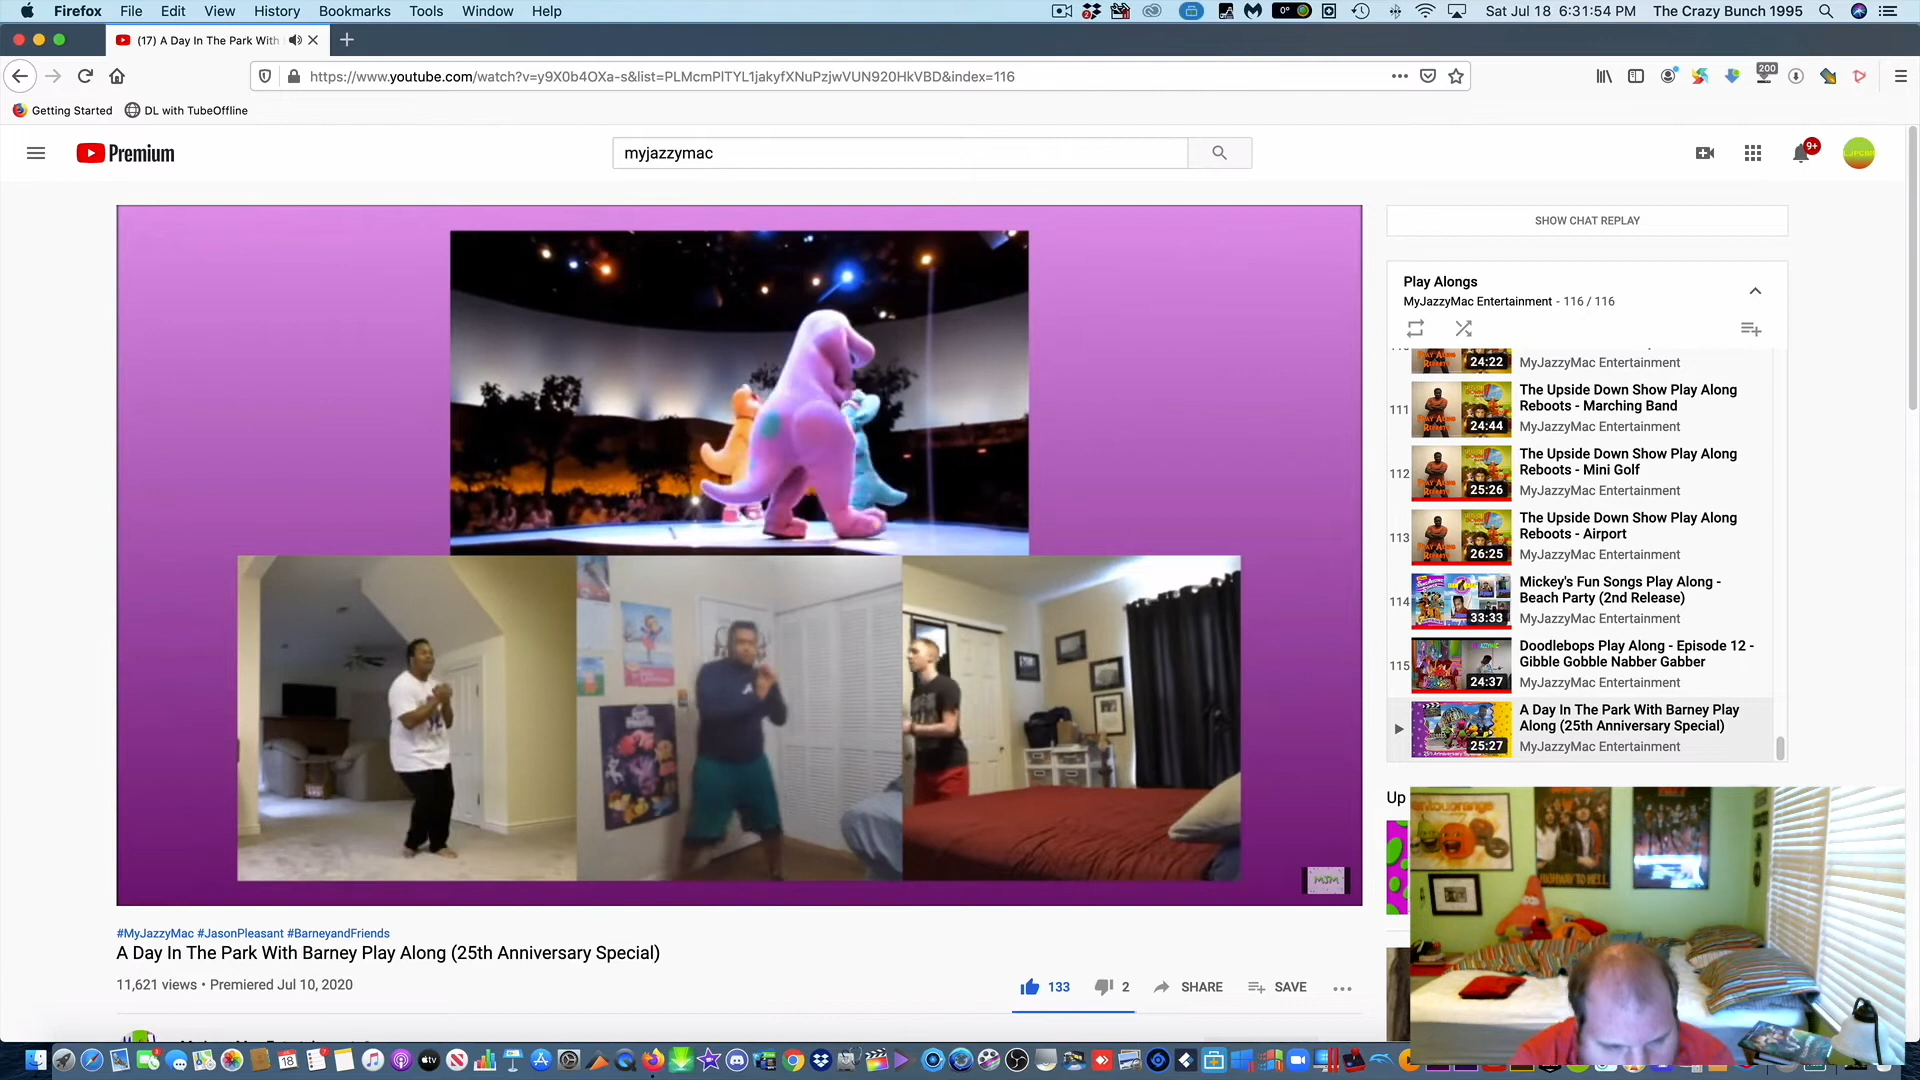 Firefox File Edit View History Bookmarks Tools Window Help
0° Sat Jul 18 6:31:54 PM The Crazy Bunch 1995
(17) A Day In The Park With
https://www.youtube.com/watch?v=y9X0b4OXa-s&list=PLMcmPlTYL1jakyfXNuPzjwVUN920HkVBD&index=116
200
Getting Started DL with TubeOffline
Premium
myjazzymac
9+
SHOW CHAT REPLAY
Play Alongs
MyJazzyMac Entertainment - 116 / 116
24:22
MyJazzyMac Entertainment
111
24:44
The Upside Down Show Play Along
Reboots - Marching Band
MyJazzyMac Entertainment
112
25:26
The Upside Down Show Play Along
Reboots - Mini Golf
MyJazzyMac Entertainment
113
26:25
The Upside Down Show Play Along
Reboots - Airport
MyJazzyMac Entertainment
114
33:33
Mickey's Fun Songs Play Along -
Beach Party (2nd Release)
MyJazzyMac Entertainment
115
24:37
Doodlebops Play Along - Episode 12 -
Gibble Gobble Nabber Gabber
MyJazzyMac Entertainment
25:27
A Day In The Park With Barney Play
Along (25th Anniversary Special)
MyJazzyMac Entertainment
Up
HIGHWAY TO HELL
MJM
#MyJazzyMac #JasonPleasant #BarneyandFriends
A Day In The Park With Barney Play Along (25th Anniversary Special)
11,621 views • Premiered Jul 10, 2020
133 2 SHARE SAVE